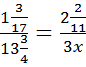 1 3/17 / 13 3/4 = 2 2/11 / 3x